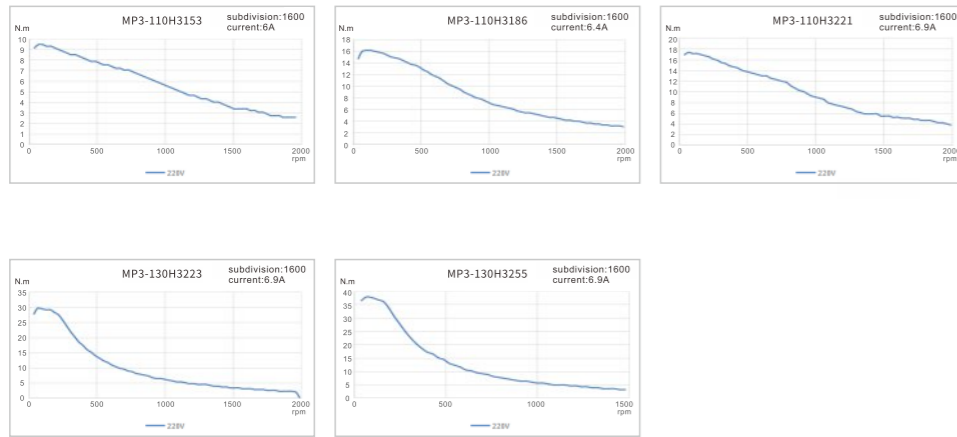 MP3-110H3153
subdivision:1600
current:6A
N.m
10
9
8
7
6
5
4
3
2
1
0
0 500 1000 1500 2000
rpm
220V
MP3-110H3186
subdivision:1600
current:6.4A
N.m
18
16
14
12
10
8
6
4
2
0
0 500 1000 1500 2000
rpm
220V
MP3-110H3221
subdivision:1600
current:6.9A
N.m
20
18
16
14
12
10
8
6
4
2
0
0 500 1000 1500 2000
rpm
220V
MP3-130H3223
subdivision:1600
current:6.9A
N.m
35
30
25
20
15
10
5
0
0 500 1000 1500 2000
rpm
220V
MP3-130H3255
subdivision:1600
current:6.9A
N.m
40
35
30
25
20
15
10
5
0
0 500 1000 1500
rpm
220V